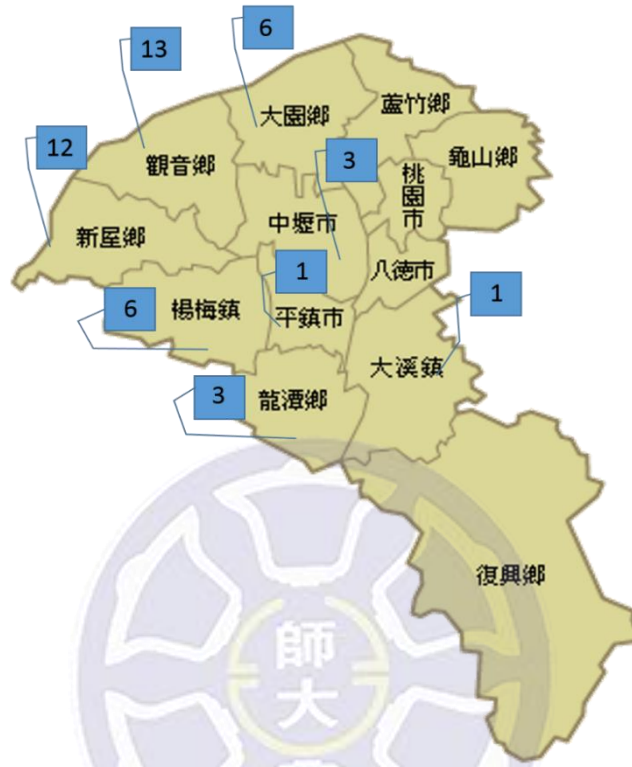 6
13
蘆竹鄉
大園鄉
12
觀音鄉
3
龜山鄉
桃園市
中壢市
新屋鄉
八德市
1
1
6
楊梅鎮
平鎮市
大溪鎮
3
龍潭鄉
復興鄉
師大